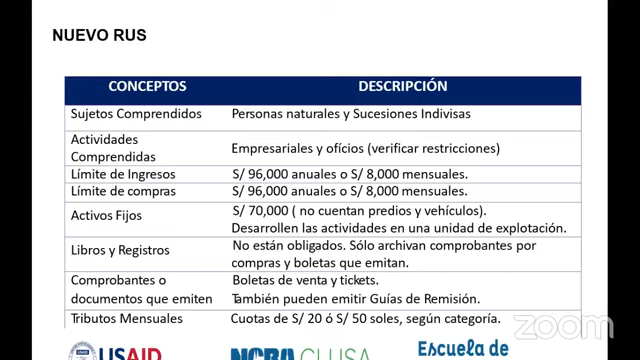 NUEVO RUS
CONCEPTOS DESCRIPCIÓN
Sujetos Comprendidos Personas naturales y Sucesiones Indivisas
Actividades
Comprendidas
Empresariales y ofícios (verificar restricciones)
Límite de Ingresos S/ 96,000 anuales o S/ 8,000 mensuales.
Límite de compras S/ 96,000 anuales o S/ 8,000 mensuales.
Activos Fijos
S/ 70,000 ( no cuentan predios y vehículos).
Desarrollen las actividades en una unidad de explotación.
Libros y Registros
No están obligados. Sólo archivan comprobantes por
compras y boletas que emitan.
Comprobantes o
documentos que emiten
Boletas de venta y tickets.
También pueden emitir Guías de Remisión.
Tributos Mensuales Cuotas de S/ 20 ó S/ 50 soles, según categoría.
zoom
USAID NCBA CLUSA Escuela de